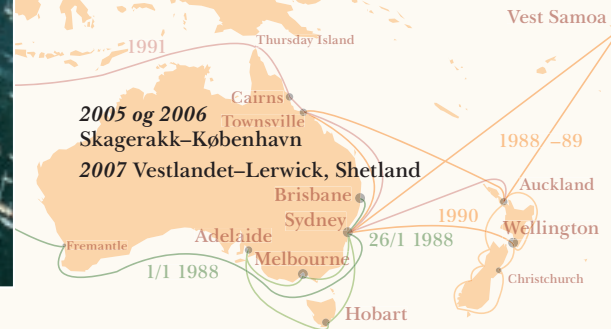 Vest Samoa
Thursday Island
1991
Cairns
2005 og 2006
Townsville
Skagerakk–København
1988 –89
2007 Vestlandet–Lerwick, Shetland
Auckland
Brisbane
1990
Sydney
Wellington
Adelaide
26/1 1988
Fremantle
Melbourne
1/1 1988
Christchurch
Hobart